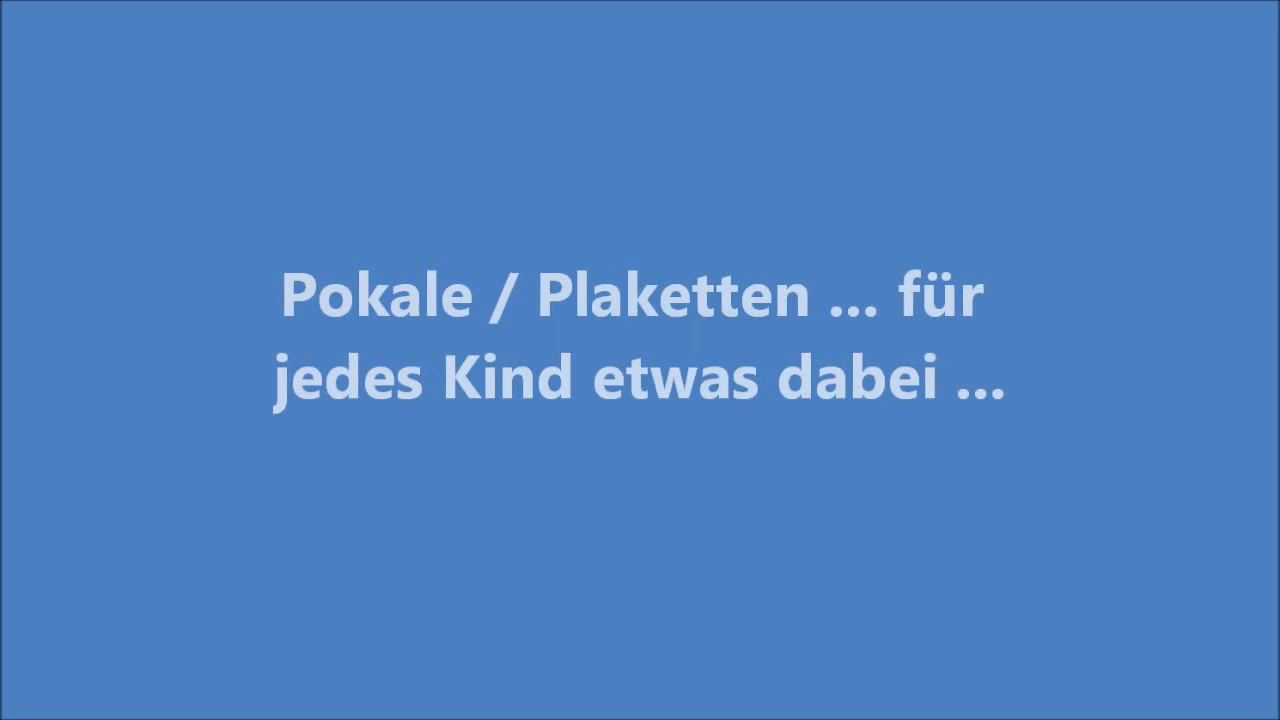 Pokale / Plaketten ... für
jedes Kind etwas dabei ...